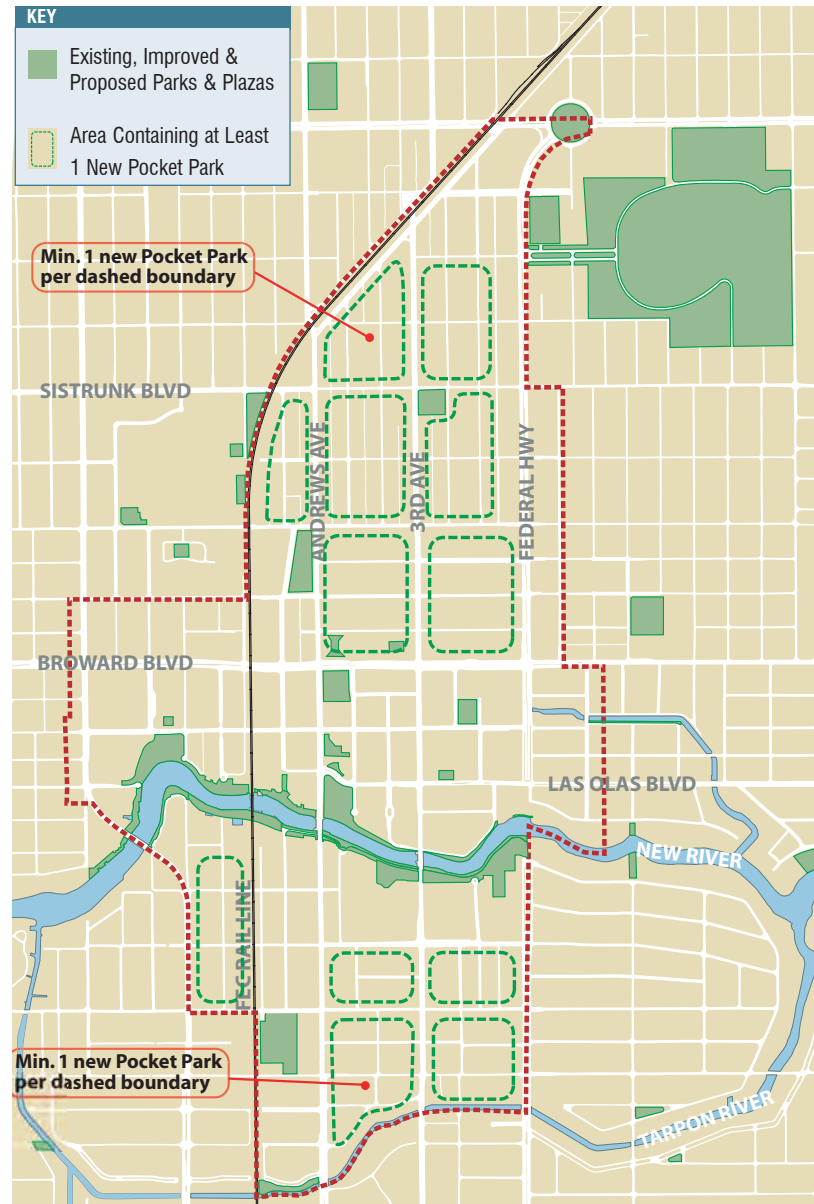 KEY
Existing, Improved &
Proposed Parks & Plazas
Area Containing at Least
1 New Pocket Park
Min. 1 new Pocket Park
per dashed boundary
SISTRUNK BLVD
ANDREWS AVE
3RD AVE
FEDERAL HWY
BROWARD BLVD
LAS OLAS BLVD
NEW RIVER
FEC RAIL LINE
Min. 1 new Pocket Park
per dashed boundary
TARPON RIVER